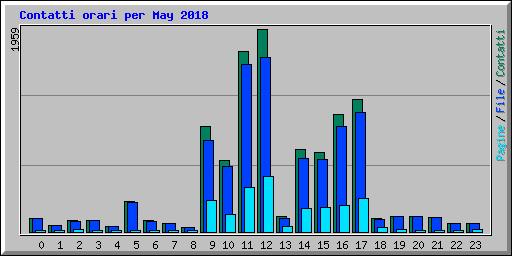 Contatti orari per May 2018
1959
Pagine/File/Contatti
0 1 2 3 4 5 6 7 8 9 10 11 12 13 14 15 16 17 18 19 20 21 22 23